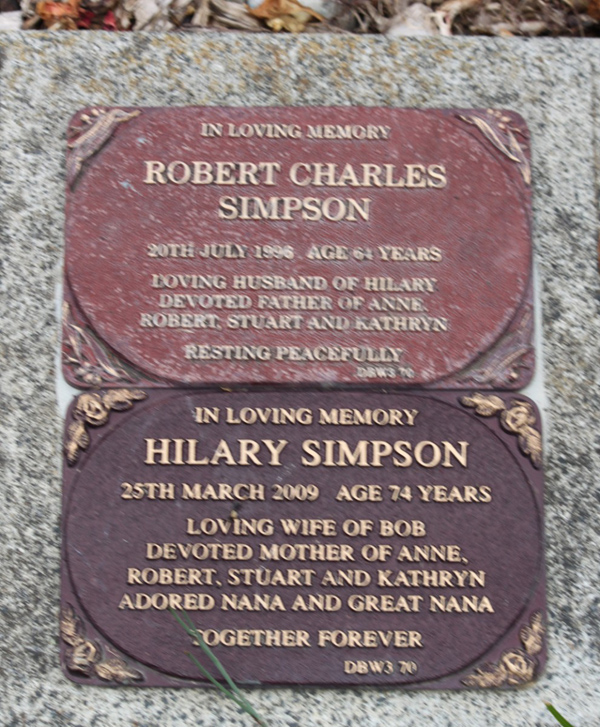 IN LOVING MEMORY
ROBERT CHARLES
SIMPSON
20TH JULY 1996 AGE 64 YEARS
LOVING HUSBAND OF HILARY
DEVOTED FATHER OF ANNE,
ROBERT, STUART AND KATHRYN
RESTING PEACEFULLY
DBW3 70
IN LOVING MEMORY
HILARY SIMPSON
25TH MARCH 2009 AGE 74 YEARS
LOVING WIFE OF BOB
DEVOTED MOTHER OF ANNE,
ROBERT, STUART AND KATHRYN
ADORED NANA AND GREAT NANA
TOGETHER FOREVER
DBW3 70